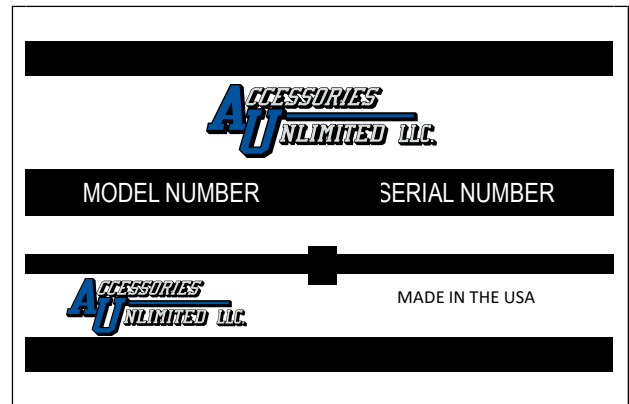 ACCESSORIES
UNLIMITED LLC.
MODEL NUMBER SERIAL NUMBER
ACCESSORIES
UNLIMITED LLC.
MADE IN THE USA